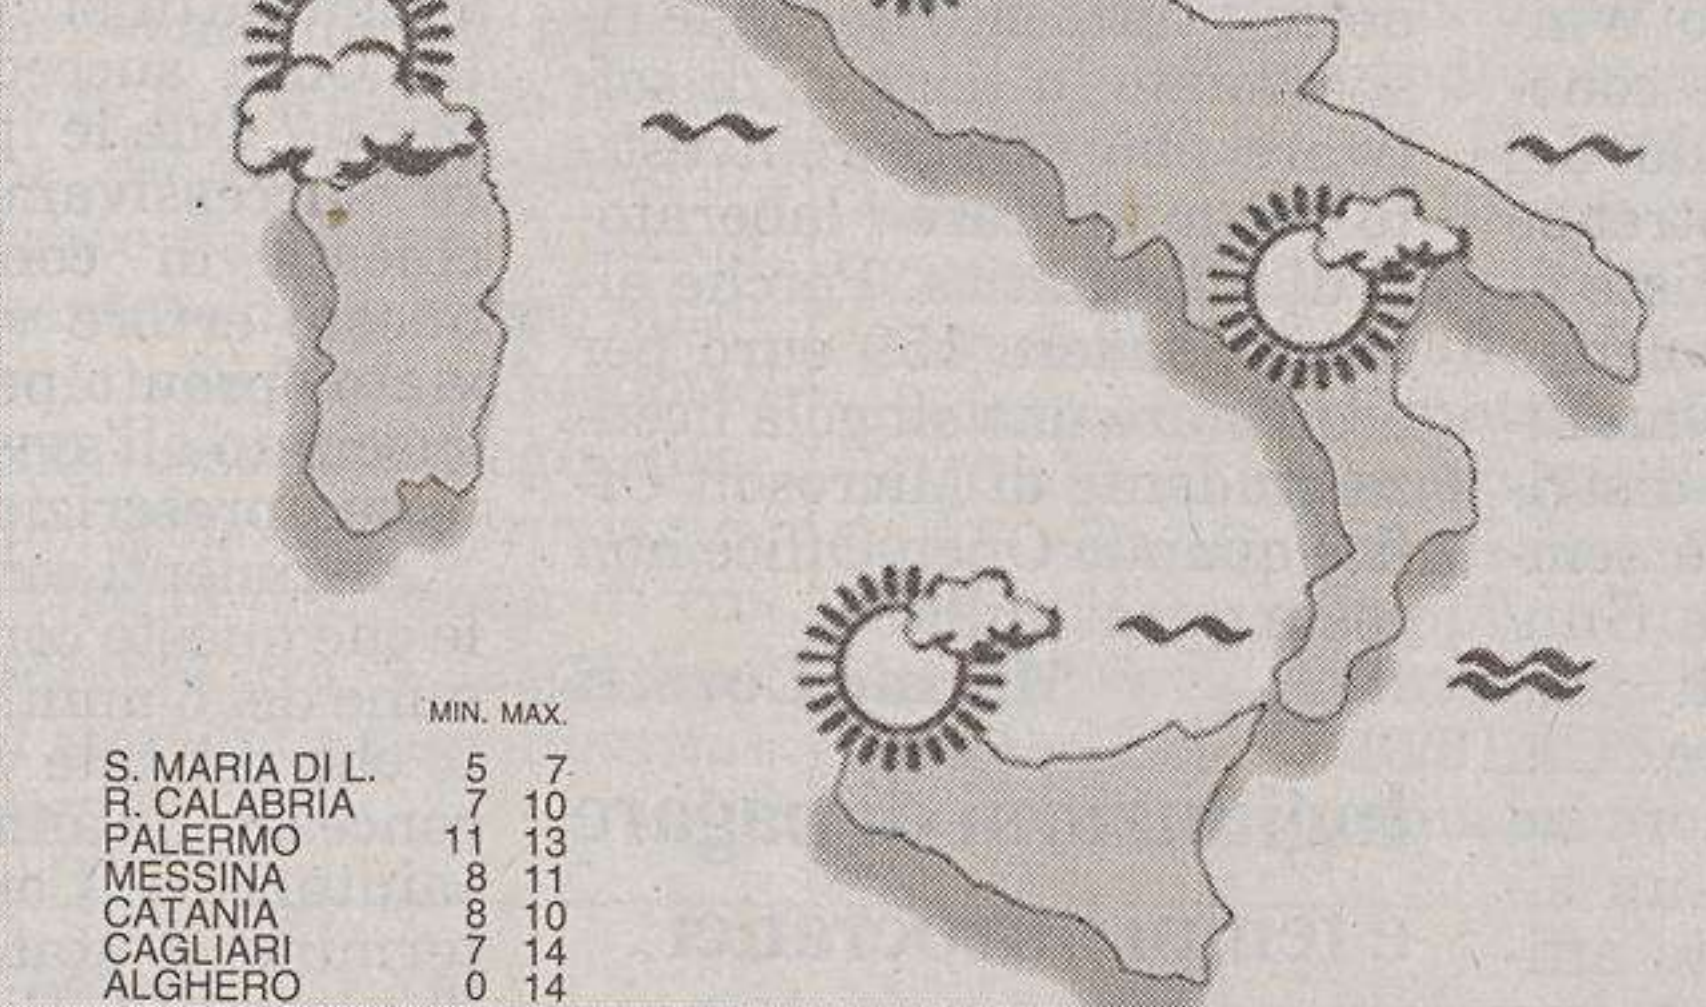 MIN. MAX.
S. MARIA DI L. 5 7
R. CALABRIA 7 10
PALERMO 11 13
MESSINA 8 11
CATANIA 8 10
CAGLIARI 7 14
ALGHERO 0 14